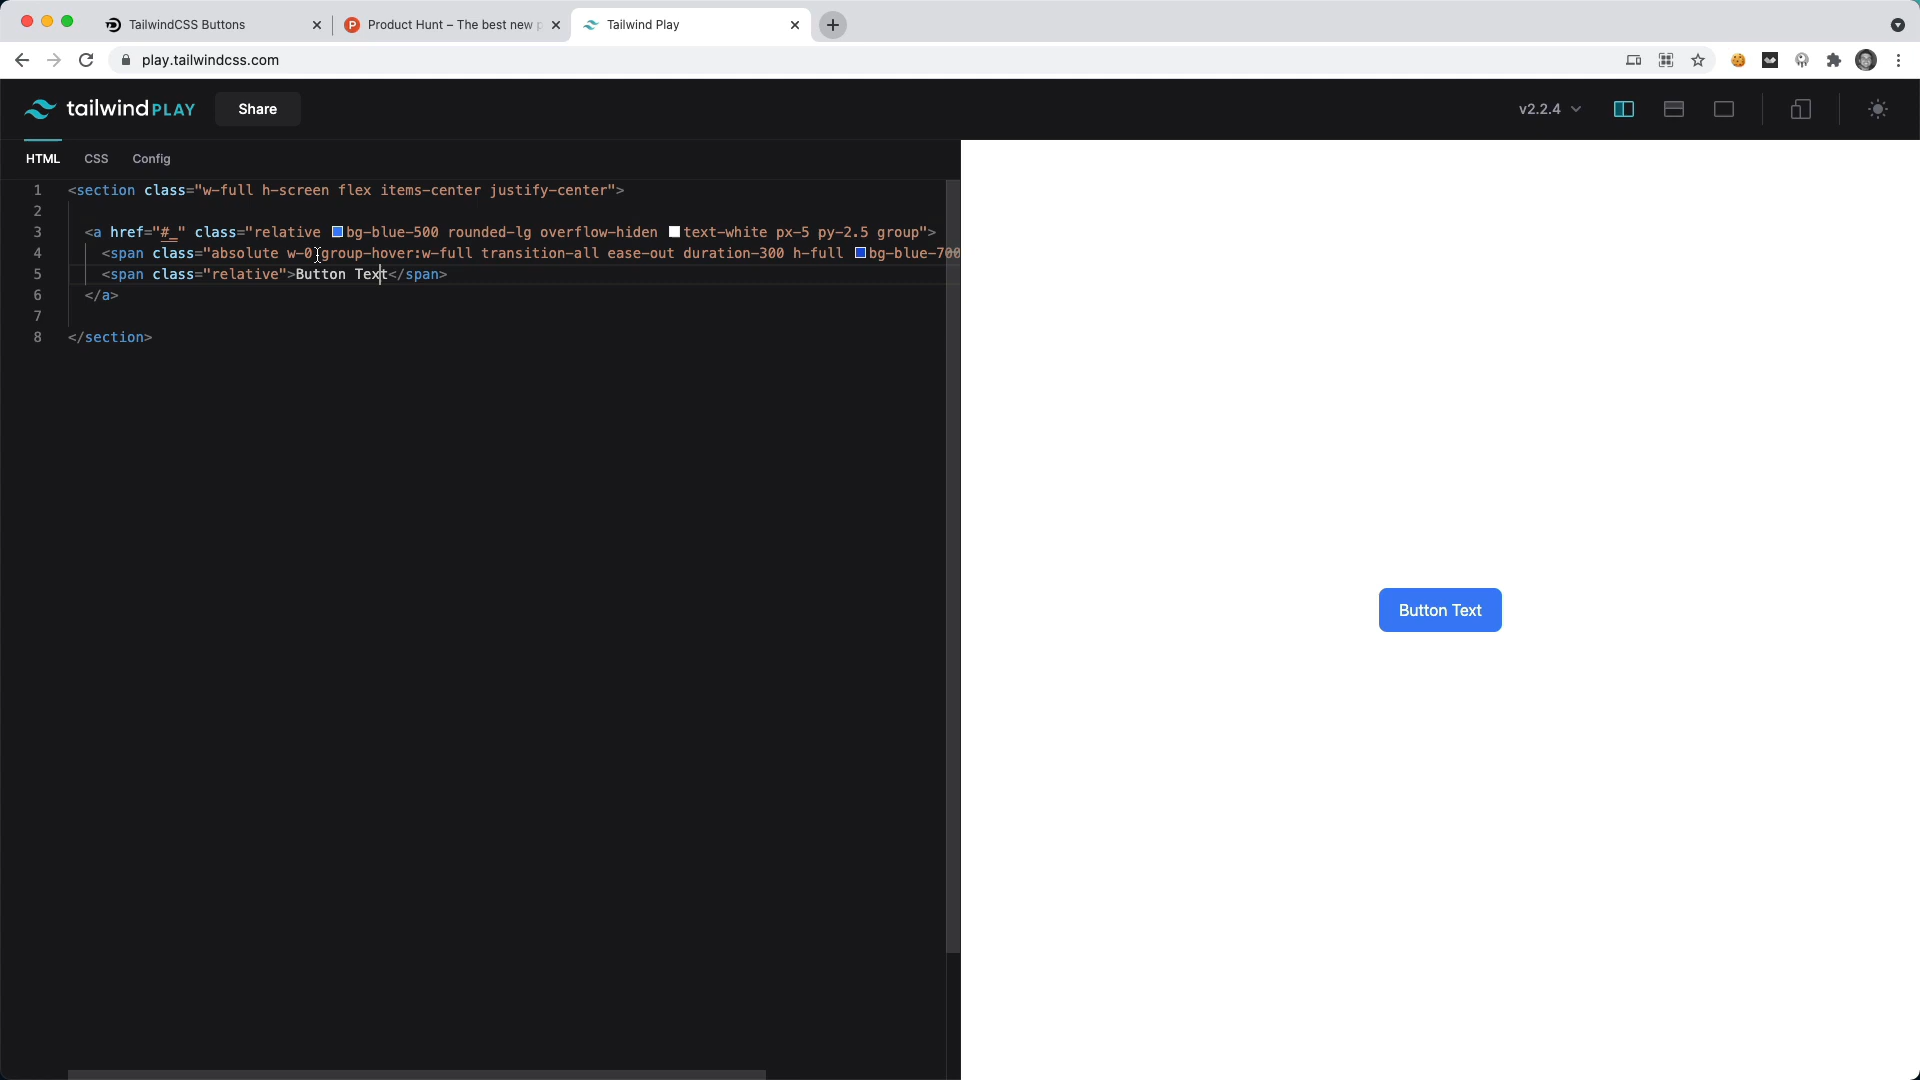 TailwindCSS Buttons
Product Hunt – The best new p
Tailwind Play
play.tailwindcss.com
tailwind PLAY
Share
v2.2.4
HTML CSS Config
1 <section class="w-full h-screen flex items-center justify-center">
2
3 <a href="#_" class="relative bg-blue-500 rounded-lg overflow-hiden text-white px-5 py-2.5 group">
4 <span class="absolute w-0 group-hover:w-full transition-all ease-out duration-300 h-full bg-blue-700
5 <span class="relative">Button Text</span>
6 </a>
7
8 </section>
Button Text